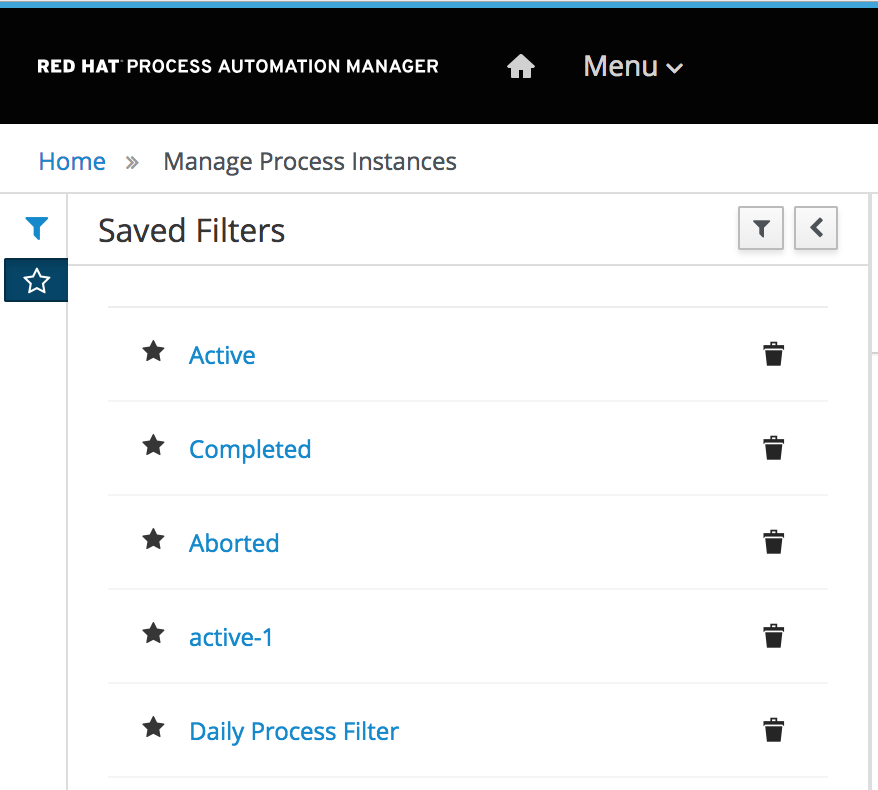 RED HAT PROCESS AUTOMATION MANAGER Menu
Home » Manage Process Instances
Saved Filters
Active
Completed
Aborted
active-1
Daily Process Filter